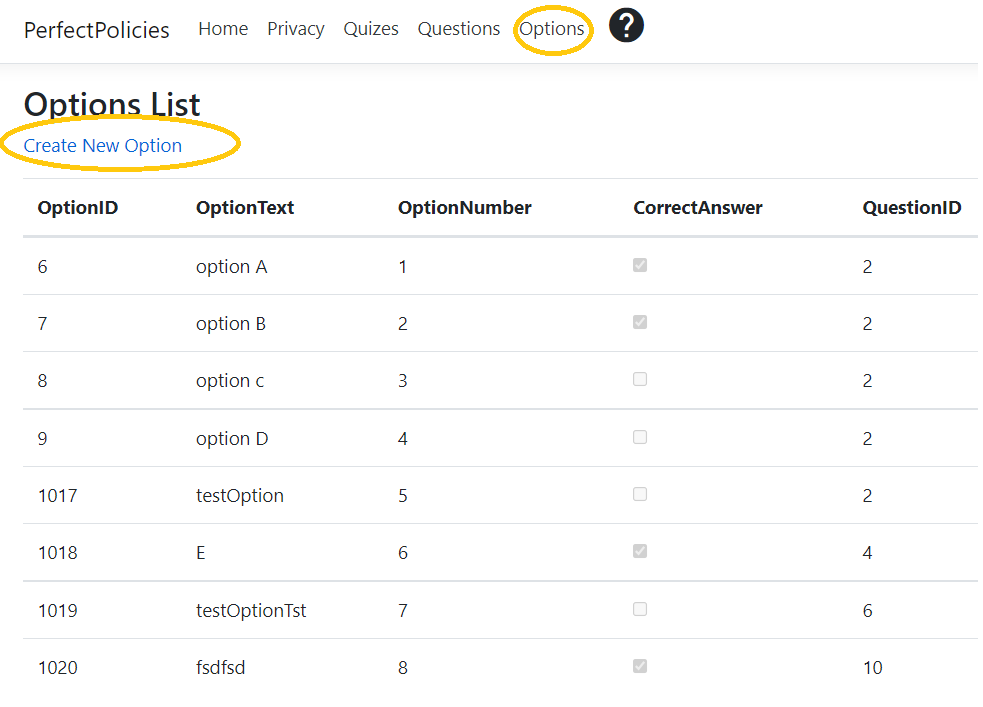 PerfectPolicies Home Privacy Quizes Questions Options ?
Options List
Create New Option
OptionID OptionText OptionNumber CorrectAnswer QuestionID
6 option A 1 2
7 option B 2 2
8 option c 3 2
9 option D 4 2
1017 testOption 5 2
1018 E 6 4
1019 testOptionTst 7 6
1020 fsdfsd 8 10